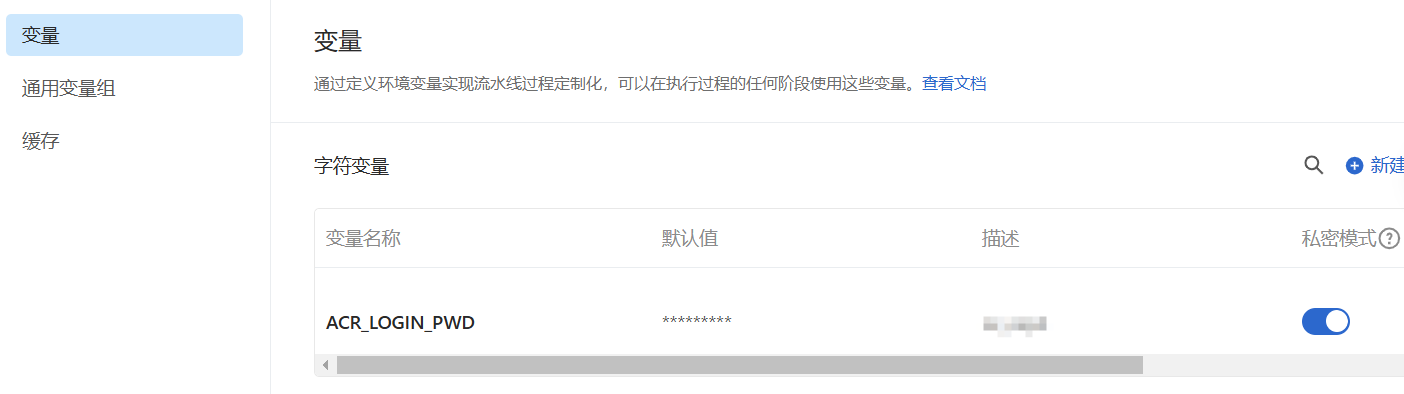 变量
通用变量组
缓存
变量
通过定义环境变量实现流水线过程定制化，可以在执行过程的任何阶段使用这些变量。查看文档
字符变量 新建
变量名称 默认值 描述 私密模式
ACR_LOGIN_PWD *********